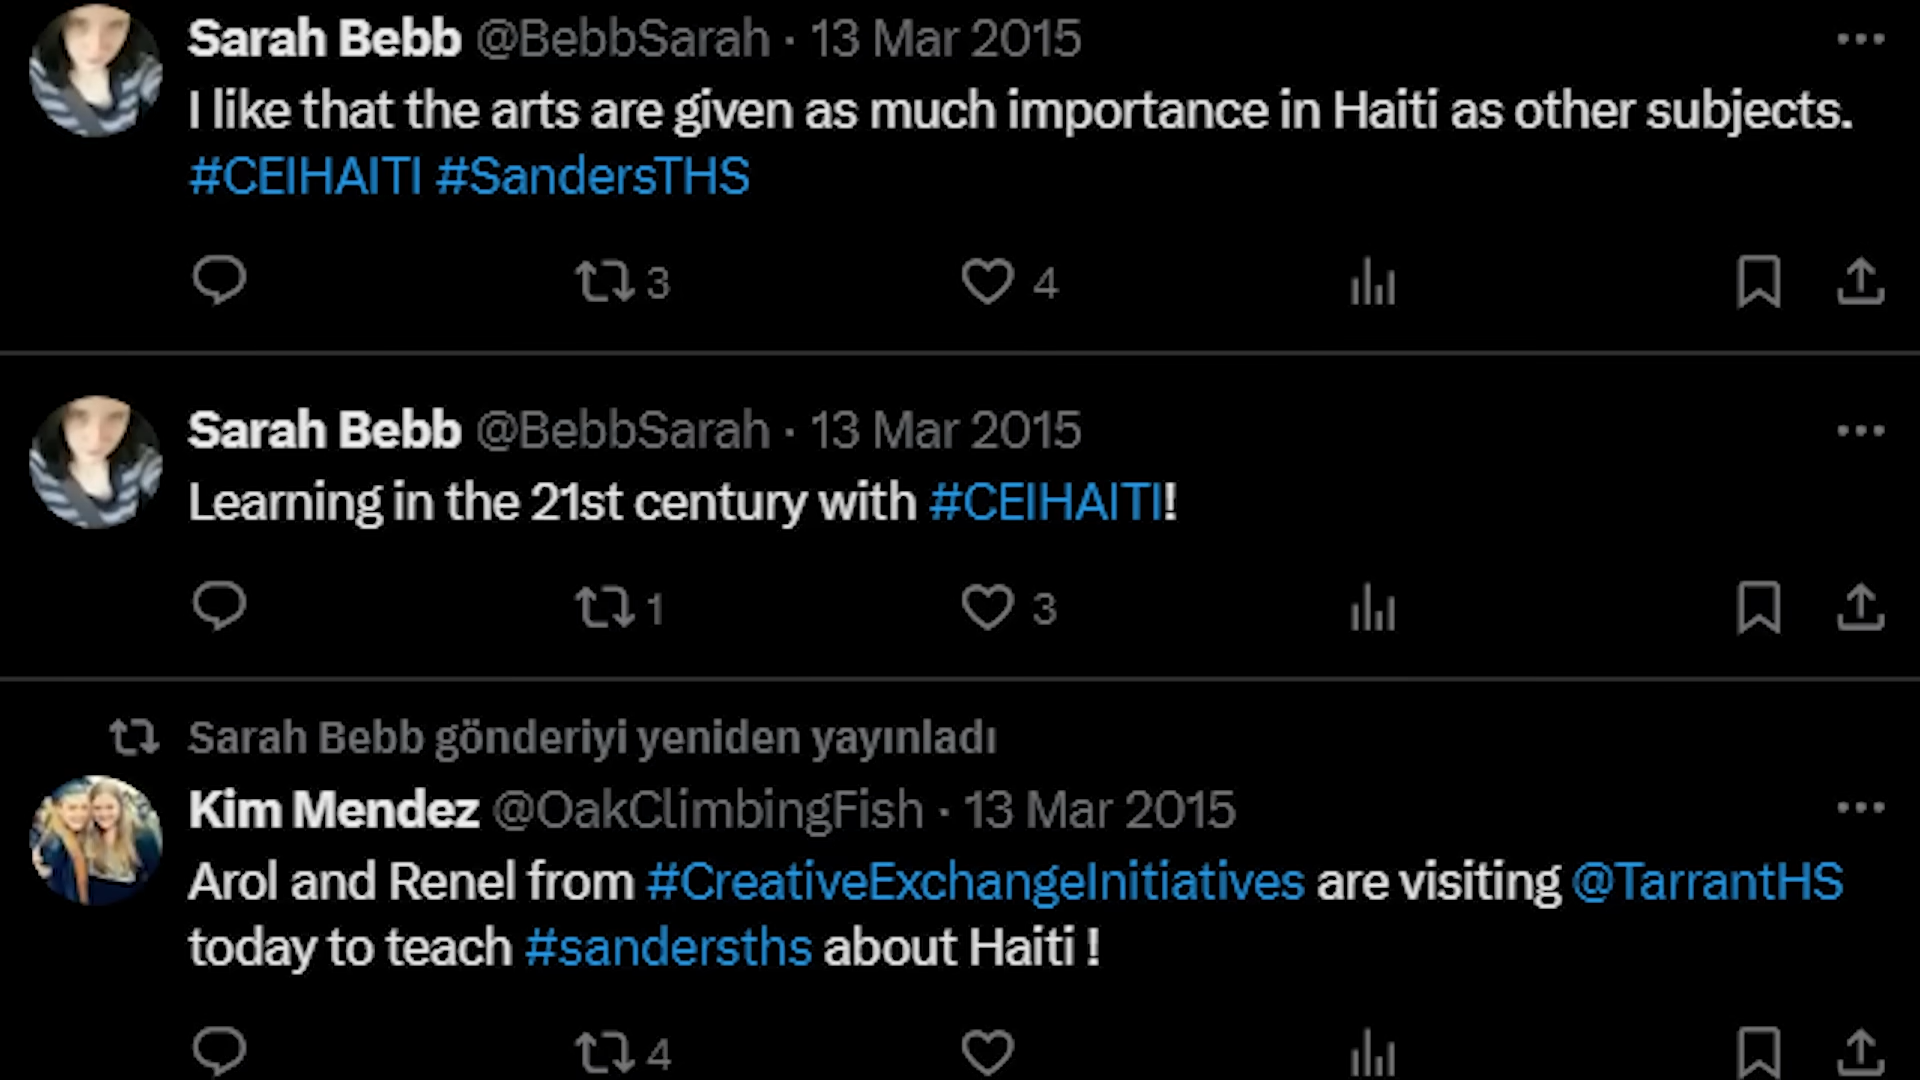 Sarah Bebb @BebbSarah · 13 Mar 2015
I like that the arts are given as much importance in Haiti as other subjects.
#CEIHAITI #SandersTHS
3 4
Sarah Bebb @BebbSarah · 13 Mar 2015
Learning in the 21st century with #CEIHAITI!
1 3
Sarah Bebb gönderiyi yeniden yayınladı
Kim Mendez @OakClimbingFish · 13 Mar 2015
Arol and Renel from #CreativeExchangeInitiatives are visiting @TarrantHS
today to teach #sandersths about Haiti !
4